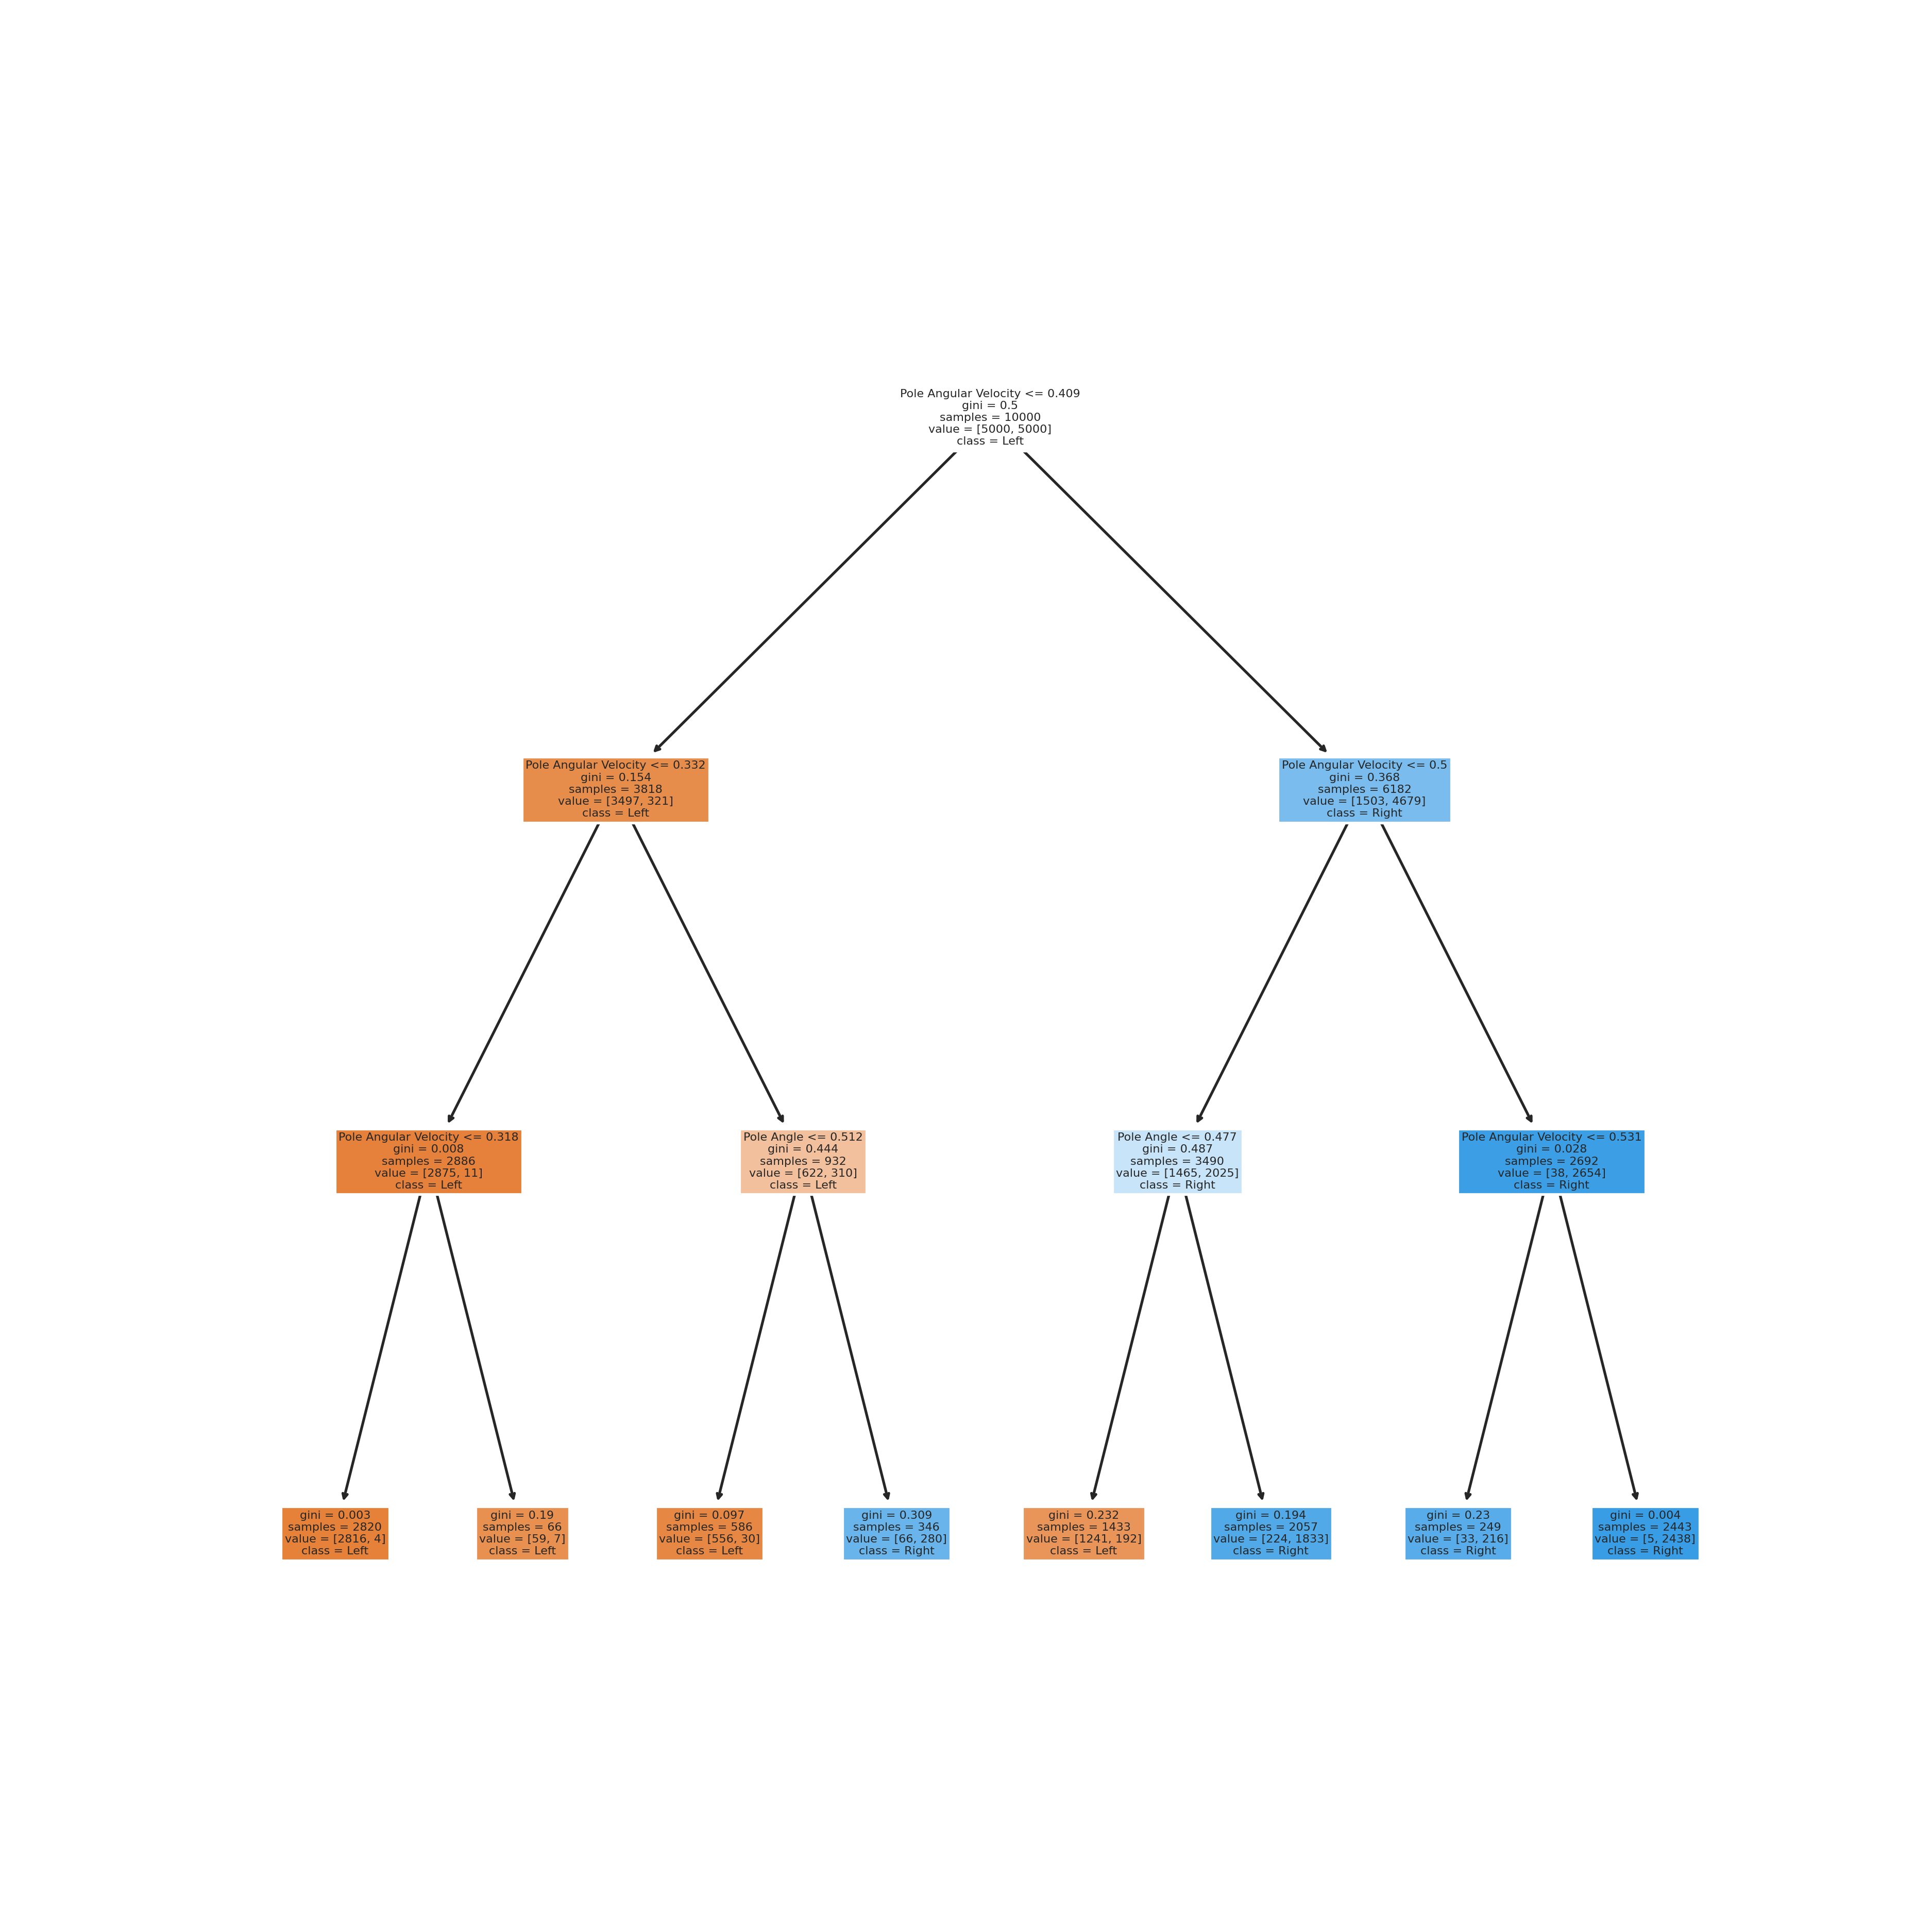 Pole Angular Velocity <= 0.409
gini = 0.5
samples = 10000
value = [5000, 5000]
class = Left
Pole Angular Velocity <= 0.332
gini = 0.154
samples = 3818
value = [3497, 321]
class = Left
Pole Angular Velocity <= 0.5
gini = 0.368
samples = 6182
value = [1503, 4679]
class = Right
Pole Angular Velocity <= 0.318
gini = 0.008
samples = 2886
value = [2875, 11]
class = Left
Pole Angle <= 0.512
gini = 0.444
samples = 932
value = [622, 310]
class = Left
Pole Angle <= 0.477
gini = 0.487
samples = 3490
value = [1465, 2025]
class = Right
Pole Angular Velocity <= 0.531
gini = 0.028
samples = 2692
value = [38, 2654]
class = Right
gini = 0.003
samples = 2820
value = [2816, 4]
class = Left
gini = 0.19
samples = 66
value = [59, 7]
class = Left
gini = 0.097
samples = 586
value = [556, 30]
class = Left
gini = 0.309
samples = 346
value = [66, 280]
class = Right
gini = 0.232
samples = 1433
value = [1241, 192]
class = Left
gini = 0.194
samples = 2057
value = [224, 1833]
class = Right
gini = 0.23
samples = 249
value = [33, 216]
class = Right
gini = 0.004
samples = 2443
value = [5, 2438]
class = Right